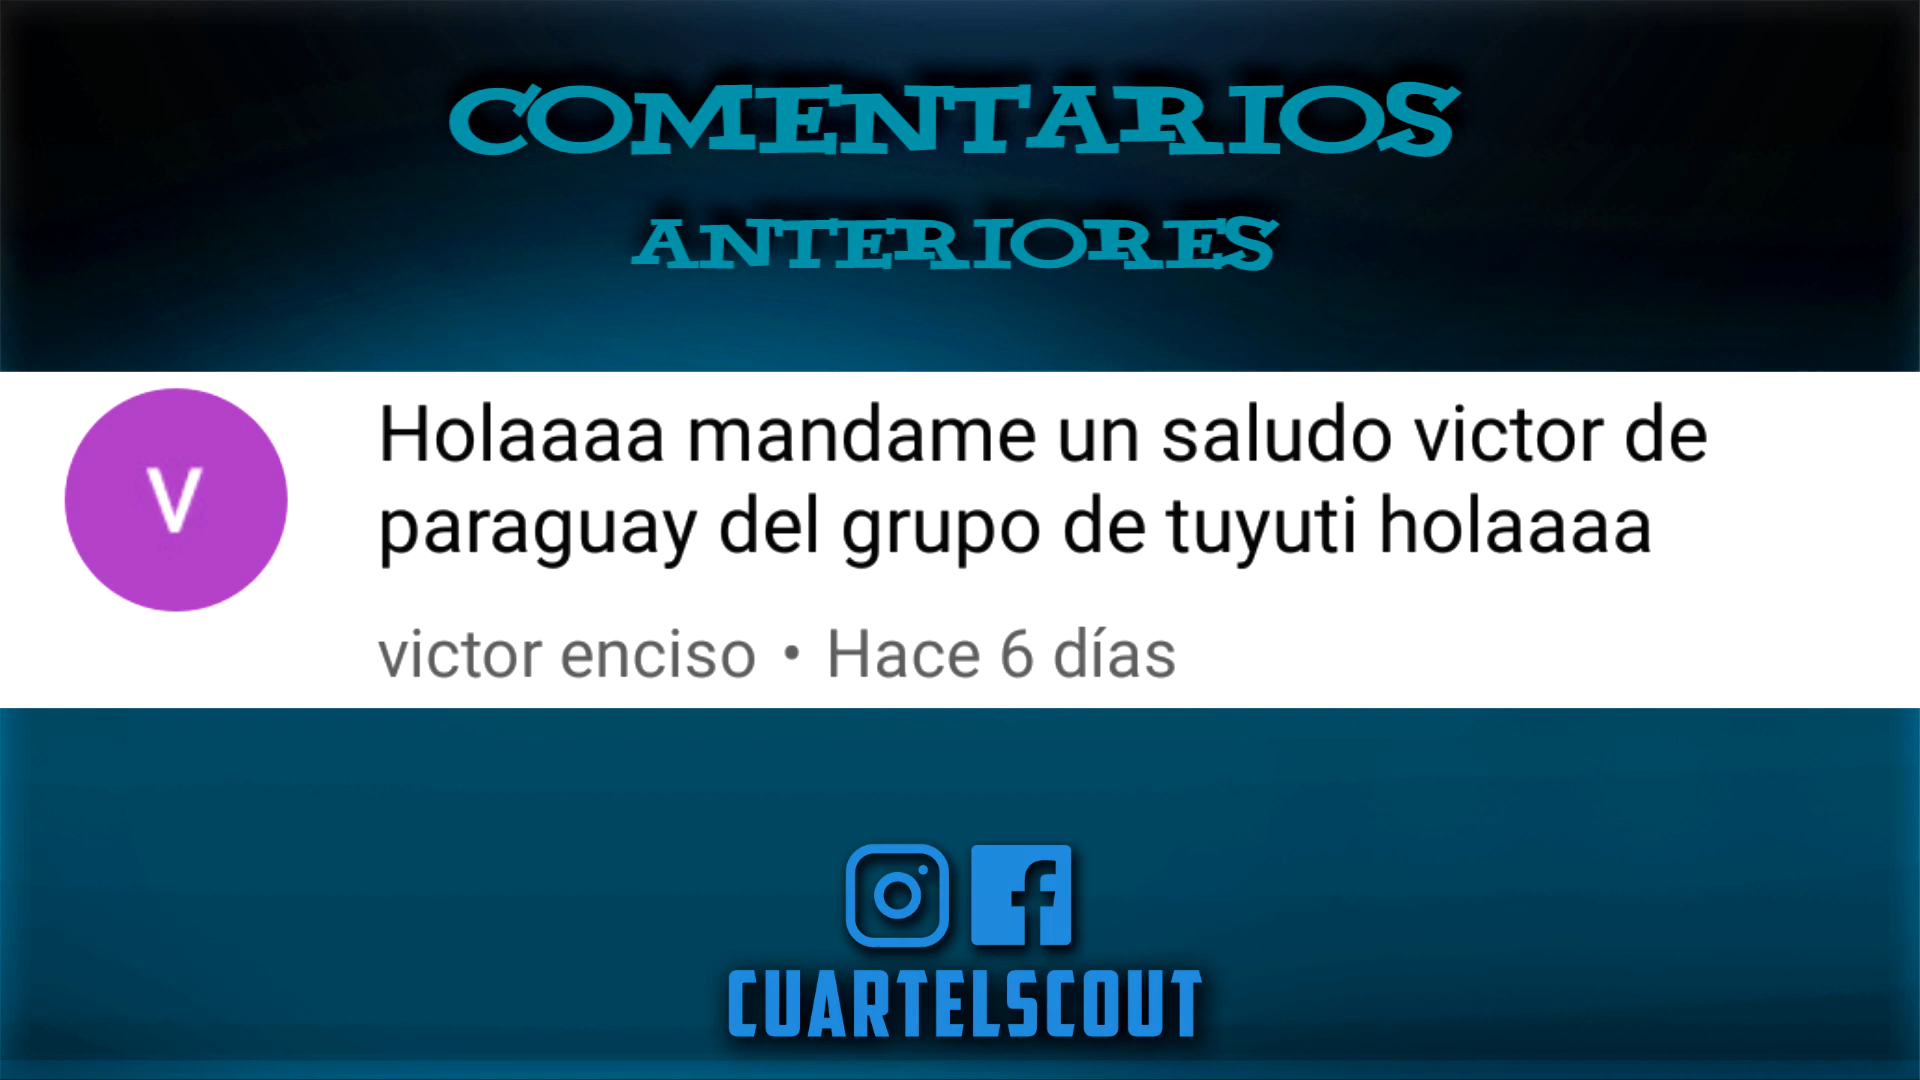 COMENTARIOS
ANTERIORES
V
Holaaaa mandame un saludo victor de
paraguay del grupo de tuyuti holaaaa
victor enciso • Hace 6 días
CUARTELSCOUT